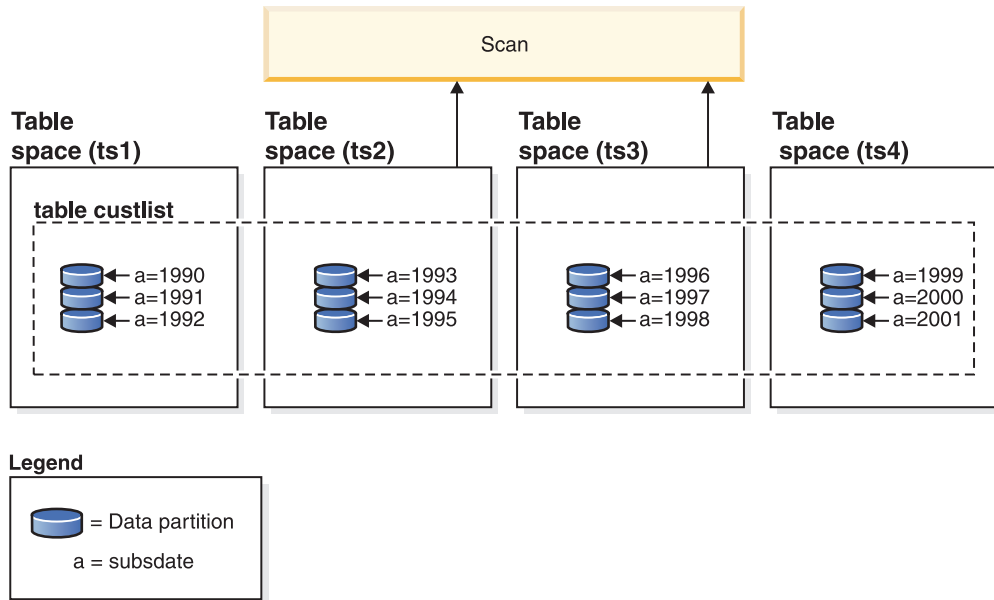 Scan
Table
space (ts1)
Table
space (ts2)
Table
space (ts3)
Table
space (ts4)
table custlist
a=1990
a=1991
a=1992
a=1993
a=1994
a=1995
a=1996
a=1997
a=1998
a=1999
a=2000
a=2001
Legend
= Data partition
a = subsdate